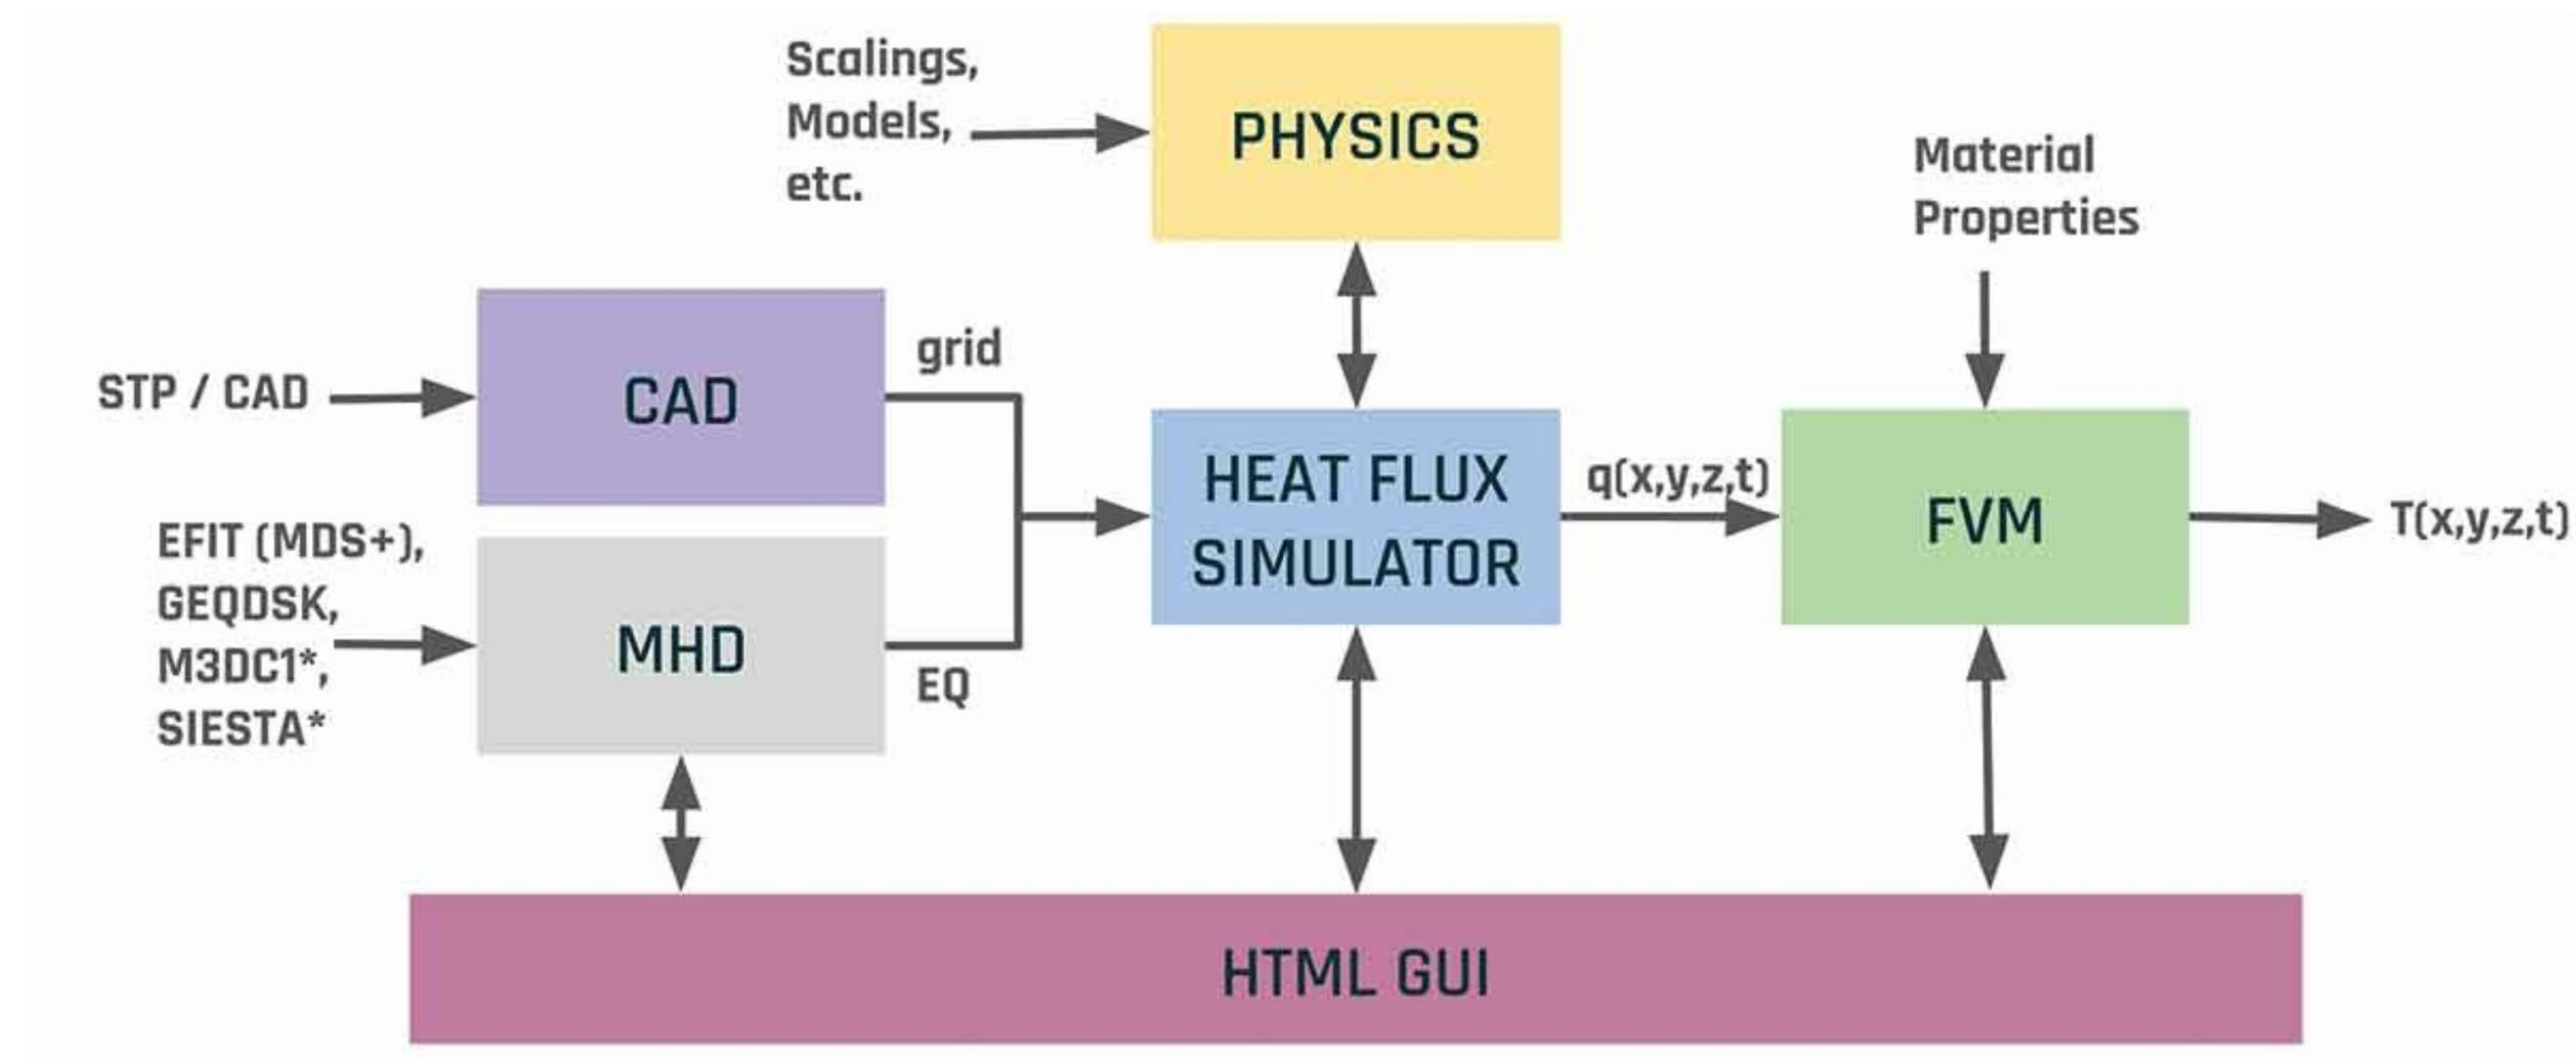 Scalings,
Models,
etc.
PHYSICS
Material
Properties
STP / CAD
CAD
grid
EFIT (MDS+),
GEQDSK,
M3DC1*,
SIESTA*
MHD
EQ
HEAT FLUX
SIMULATOR
q(x,y,z,t)
FVM
T(x,y,z,t)
HTML GUI